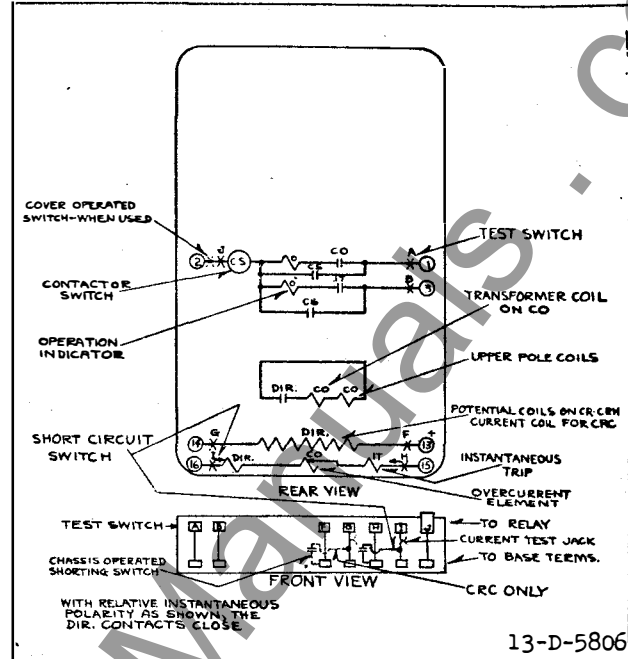 COVER OPERATED
SWITCH-WHEN USED
TEST SWITCH
J
CO
A
2
CS
O
1
CS
IT
B
O
3
CS
CONTACTOR
SWITCH
OPERATION
INDICATOR
TRANSFORMER COIL
ON CO
UPPER POLE COILS
DIR.
CO
CO
POTENTIAL COILS ON CR-CRM
CURRENT COIL FOR CRC
SHORT CIRCUIT
SWITCH
G
DIR.
F
+
14
13
DIR.
CO
IT
16
15
INSTANTANEOUS
TRIP
REAR VIEW
OVERCURRENT
ELEMENT
TEST SWITCH
A
B
F
G
H
I
J
TO RELAY
CURRENT TEST JACK
TO BASE TERMS.
CHASSIS OPERATED
SHORTING SWITCH
FRONT VIEW
CRC ONLY
WITH RELATIVE INSTANTANEOUS
POLARITY AS SHOWN, THE
DIR. CONTACTS CLOSE
13-D-5806
Manuals . c